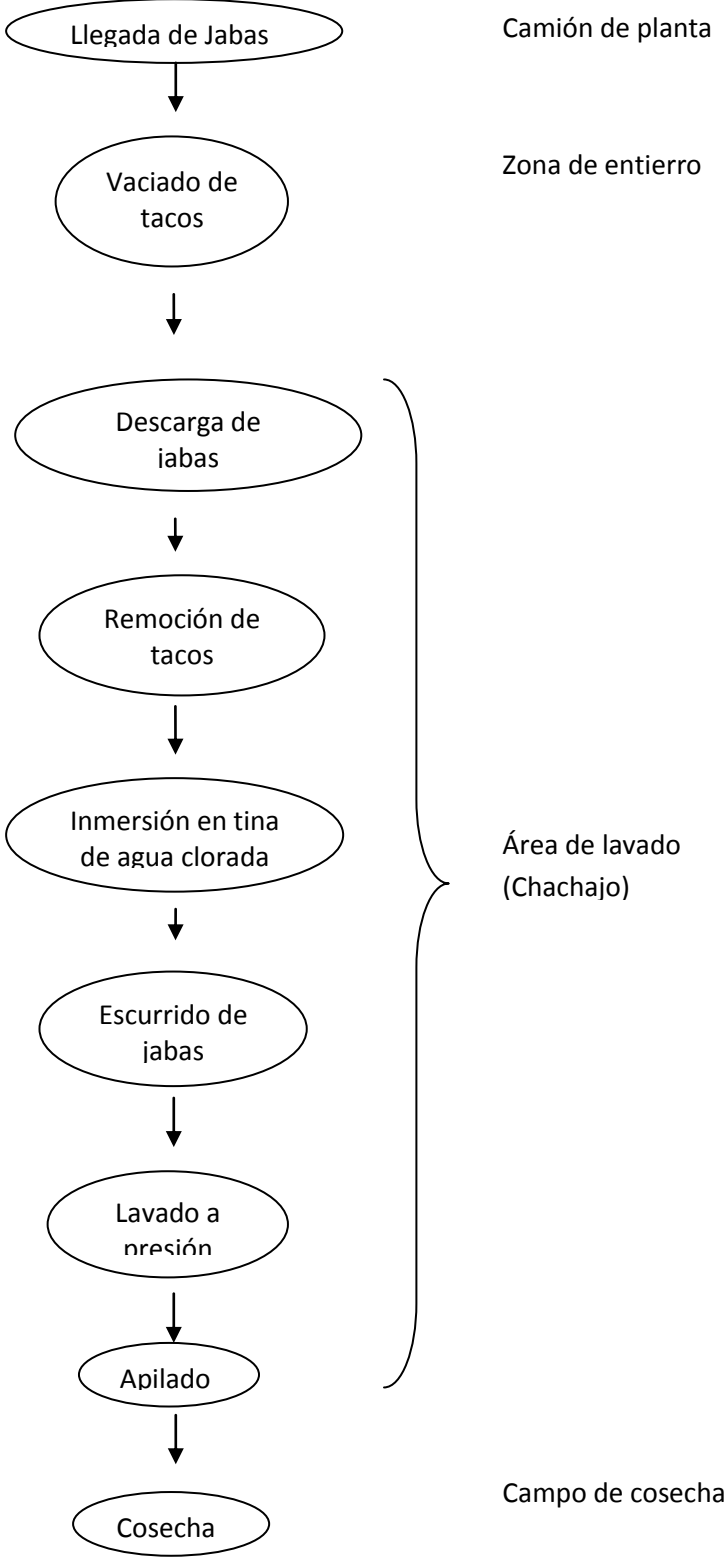 Llegada de Jabas
Camión de planta
Vaciado de
tacos
Zona de entierro
Descarga de
jabas
Remoción de
tacos
Inmersión en tina
de agua clorada
Área de lavado
(Chachajo)
Escurrido de
jabas
Lavado a
presión
Apilado
Cosecha
Campo de cosecha